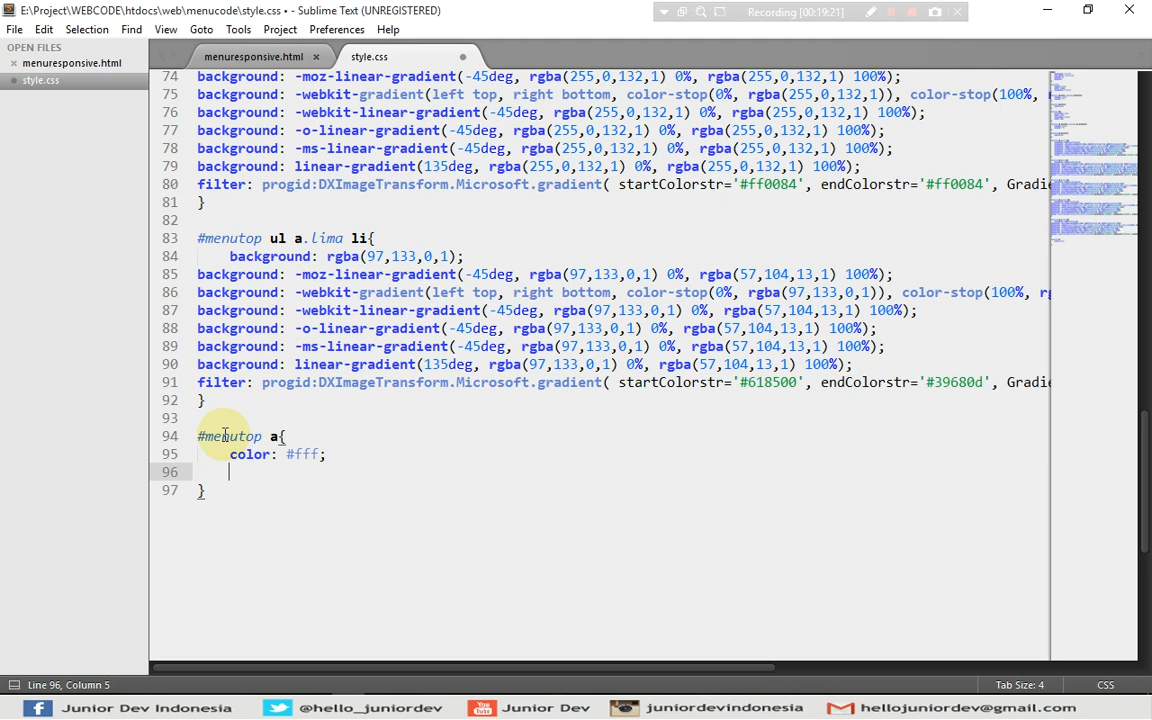 E:\Project\WEBCODE\htdocs\web\menucode\style.css • - Sublime Text (UNREGISTERED)
Recording [00:19:21]
File Edit Selection Find View Goto Tools Project Preferences Help
OPEN FILES
menuresponsive.html
style.css
menuresponsive.html
style.css
74 background: -moz-linear-gradient(-45deg, rgba(255,0,132,1) 0%, rgba(255,0,132,1) 100%);
75 background: -webkit-gradient(left top, right bottom, color-stop(0%, rgba(255,0,132,1)), color-stop(100%,
76 background: -webkit-linear-gradient(-45deg, rgba(255,0,132,1) 0%, rgba(255,0,132,1) 100%);
77 background: -o-linear-gradient(-45deg, rgba(255,0,132,1) 0%, rgba(255,0,132,1) 100%);
78 background: -ms-linear-gradient(-45deg, rgba(255,0,132,1) 0%, rgba(255,0,132,1) 100%);
79 background: linear-gradient(135deg, rgba(255,0,132,1) 0%, rgba(255,0,132,1) 100%);
80 filter: progid:DXImageTransform.Microsoft.gradient( startColorstr='#ff0084', endColorstr='#ff0084', Gradie
81 }
82
83 #menutop ul a.lima li{
84 background: rgba(97,133,0,1);
85 background: -moz-linear-gradient(-45deg, rgba(97,133,0,1) 0%, rgba(57,104,13,1) 100%);
86 background: -webkit-gradient(left top, right bottom, color-stop(0%, rgba(97,133,0,1)), color-stop(100%, rg
87 background: -webkit-linear-gradient(-45deg, rgba(97,133,0,1) 0%, rgba(57,104,13,1) 100%);
88 background: -o-linear-gradient(-45deg, rgba(97,133,0,1) 0%, rgba(57,104,13,1) 100%);
89 background: -ms-linear-gradient(-45deg, rgba(97,133,0,1) 0%, rgba(57,104,13,1) 100%);
90 background: linear-gradient(135deg, rgba(97,133,0,1) 0%, rgba(57,104,13,1) 100%);
91 filter: progid:DXImageTransform.Microsoft.gradient( startColorstr='#618500', endColorstr='#39680d', Gradie
92 }
93
94 #menutop a{
95 color: #fff;
96
97 }
Line 96, Column 5
Tab Size: 4
CSS
Junior Dev Indonesia @hello_juniordev Junior Dev juniordevindonesia hellojuniordev@gmail.com